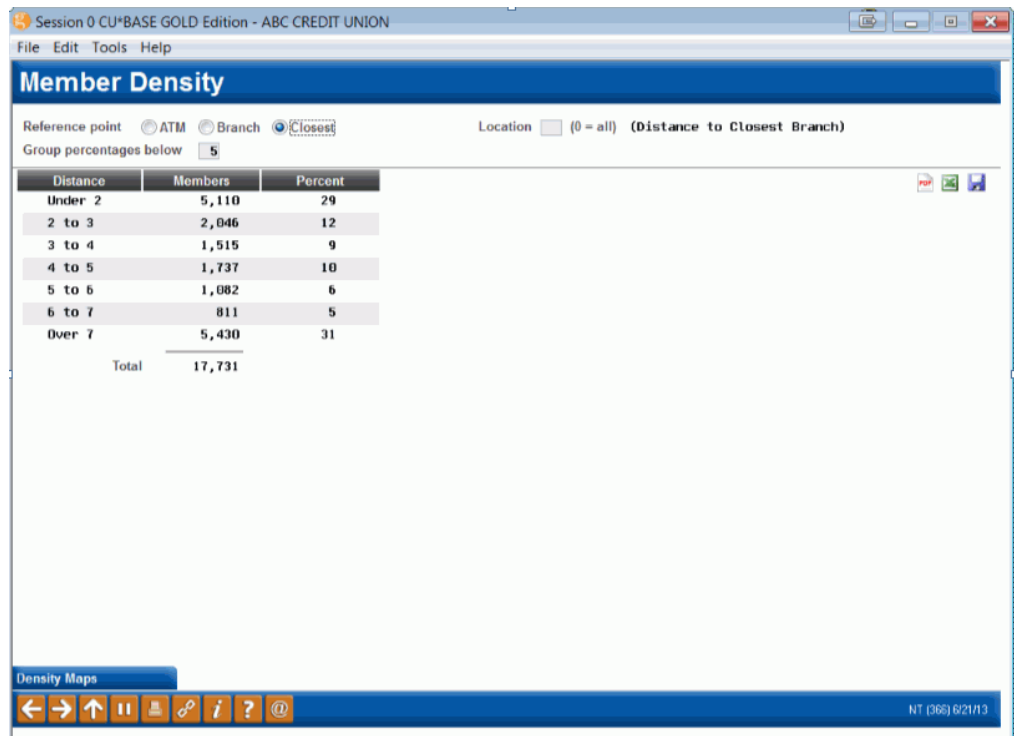 Session 0 CU*BASE GOLD Edition - ABC CREDIT UNION
File Edit Tools Help
Member Density
Reference point ATM Branch Closest Location (0 = all) (Distance to Closest Branch)
Group percentages below 5
Distance Members Percent
PDF
Under 2 5,110 29
2 to 3 2,046 12
3 to 4 1,515 9
4 to 5 1,737 10
5 to 6 1,082 6
6 to 7 811 5
Over 7 5,430 31
Total 17,731
Density Maps
NT (366) 6/21/13